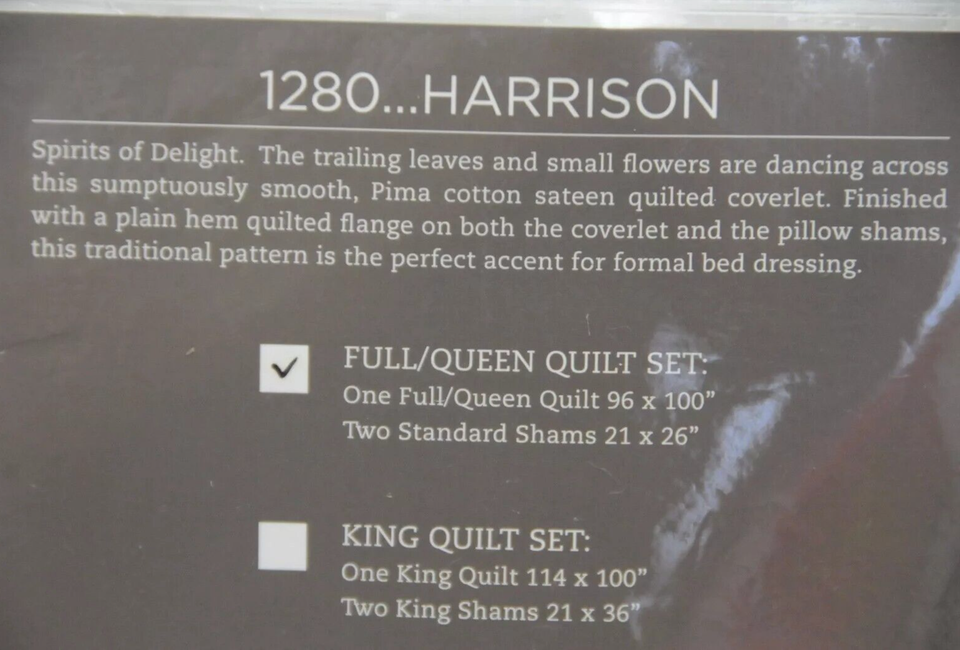 1280...HARRISON
Spirits of Delight. The trailing leaves and small flowers are dancing across
this sumptuously smooth, Pima cotton sateen quilted coverlet. Finished
with a plain hem quilted flange on both the coverlet and the pillow shams,
this traditional pattern is the perfect accent for formal bed dressing.
FULL/QUEEN QUILT SET:
One Full/Queen Quilt 96 x 100”
Two Standard Shams 21 x 26”
KING QUILT SET:
One King Quilt 114 x 100”
Two King Shams 21 x 36”